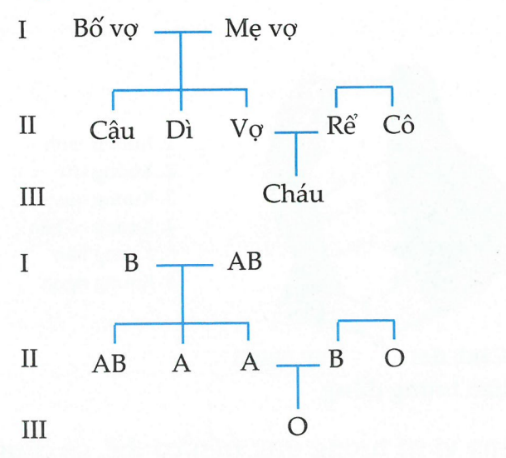 I Bố vợ Mẹ vợ
II Cậu Dì Vợ Rể Cô
III Cháu
I B AB
II AB A A B O
III O